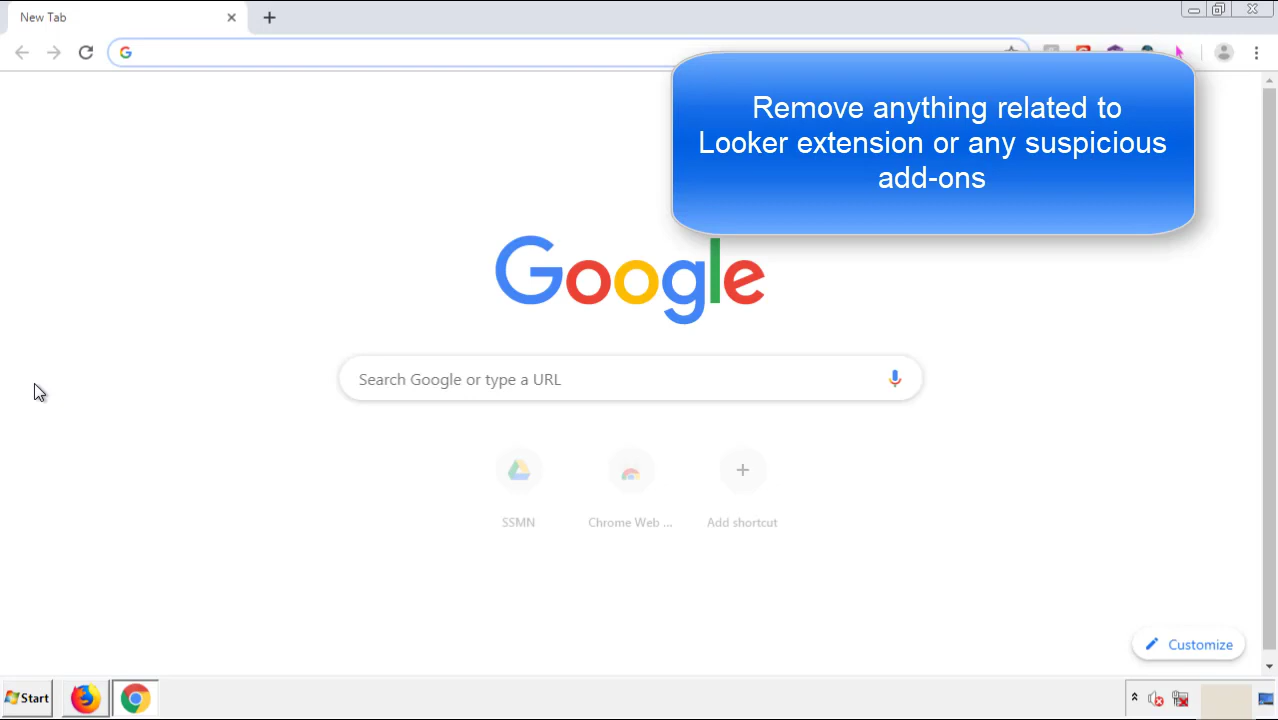 New Tab
Remove anything related to
Looker extension or any suspicious
add-ons
Google
Search Google or type a URL
SSMN
Chrome Web ...
Add shortcut
Customize
Start